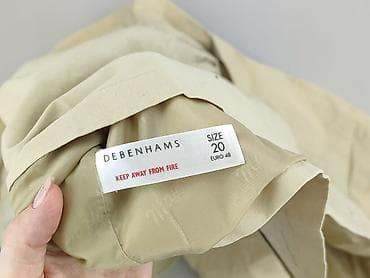 DEBENHAMS
KEEP AWAY FROM FIRE
SIZE
20
EURO 48